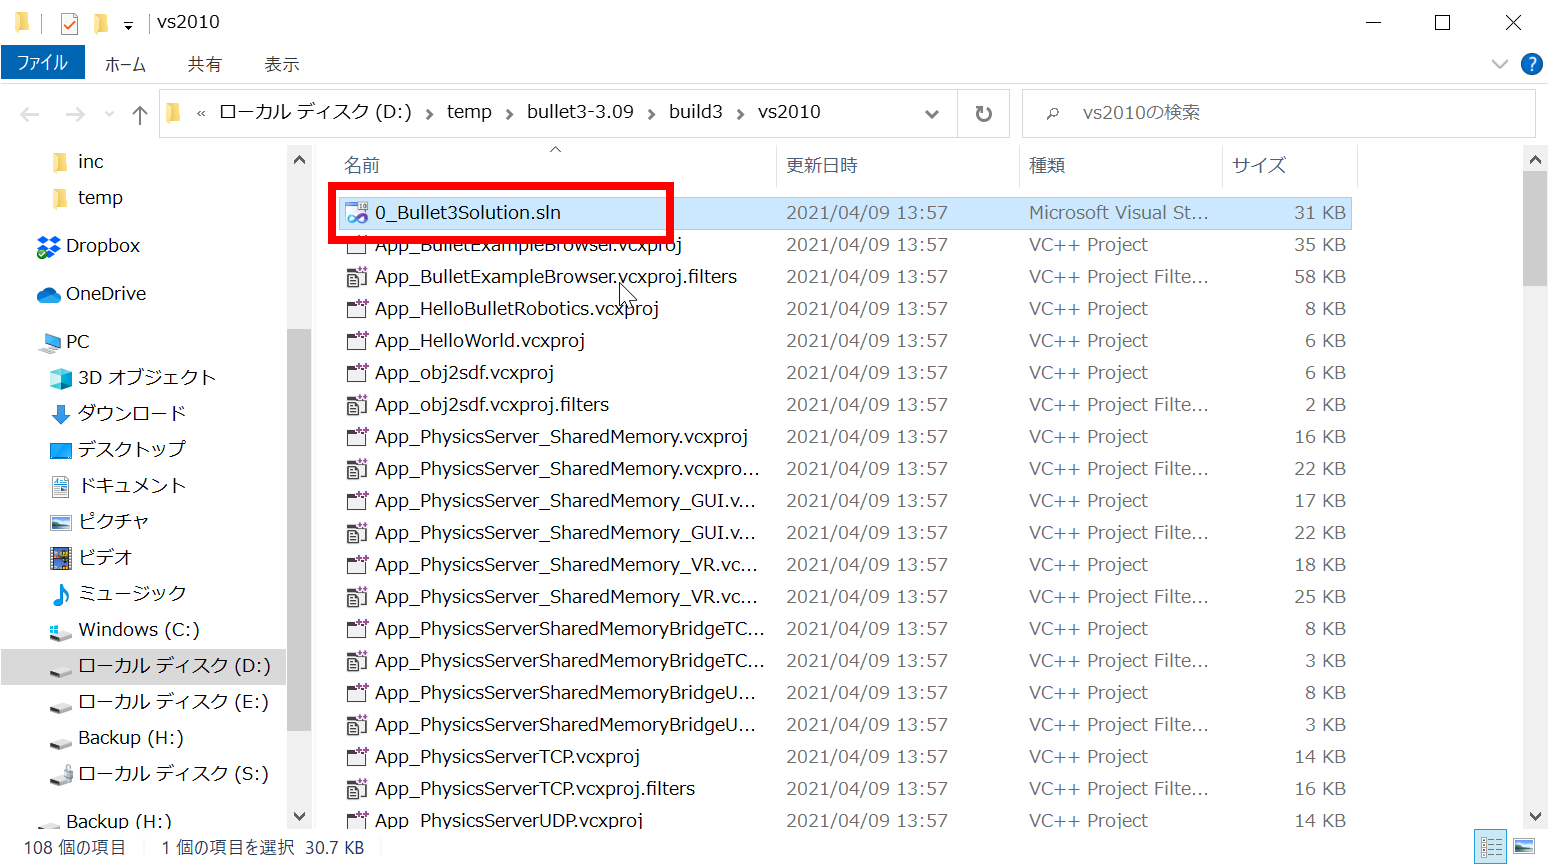 vs2010
ファイル ホーム 共有 表示
?
« ローカル ディスク (D:) › temp › bullet3-3.09 › build3 › vs2010
vs2010の検索
inc
temp
Dropbox
OneDrive
PC
3D オブジェクト
ダウンロード
デスクトップ
ドキュメント
ピクチャ
ビデオ
ミュージック
Windows (C:)
ローカル ディスク (D:)
ローカル ディスク (E:)
Backup (H:)
ローカル ディスク (S:)
Backup (H:)
名前 更新日時 種類 サイズ
0_Bullet3Solution.sln 2021/04/09 13:57 Microsoft Visual St... 31 KB
App_BulletExampleBrowser.vcxproj 2021/04/09 13:57 VC++ Project 35 KB
App_BulletExampleBrowser.vcxproj.filters 2021/04/09 13:57 VC++ Project Filte... 58 KB
App_HelloBulletRobotics.vcxproj 2021/04/09 13:57 VC++ Project 8 KB
App_HelloWorld.vcxproj 2021/04/09 13:57 VC++ Project 6 KB
App_obj2sdf.vcxproj 2021/04/09 13:57 VC++ Project 6 KB
App_obj2sdf.vcxproj.filters 2021/04/09 13:57 VC++ Project Filte... 2 KB
App_PhysicsServer_SharedMemory.vcxproj 2021/04/09 13:57 VC++ Project 16 KB
App_PhysicsServer_SharedMemory.vcxpro... 2021/04/09 13:57 VC++ Project Filte... 22 KB
App_PhysicsServer_SharedMemory_GUI.v... 2021/04/09 13:57 VC++ Project 17 KB
App_PhysicsServer_SharedMemory_GUI.v... 2021/04/09 13:57 VC++ Project Filte... 22 KB
App_PhysicsServer_SharedMemory_VR.vc... 2021/04/09 13:57 VC++ Project 18 KB
App_PhysicsServer_SharedMemory_VR.vc... 2021/04/09 13:57 VC++ Project Filte... 25 KB
App_PhysicsServerSharedMemoryBridgeTC... 2021/04/09 13:57 VC++ Project 8 KB
App_PhysicsServerSharedMemoryBridgeTC... 2021/04/09 13:57 VC++ Project Filte... 3 KB
App_PhysicsServerSharedMemoryBridgeU... 2021/04/09 13:57 VC++ Project 8 KB
App_PhysicsServerSharedMemoryBridgeU... 2021/04/09 13:57 VC++ Project Filte... 3 KB
App_PhysicsServerTCP.vcxproj 2021/04/09 13:57 VC++ Project 14 KB
App_PhysicsServerTCP.vcxproj.filters 2021/04/09 13:57 VC++ Project Filte... 16 KB
App_PhysicsServerUDP.vcxproj 2021/04/09 13:57 VC++ Project 14 KB
108 個の項目 1 個の項目を選択 30.7 KB